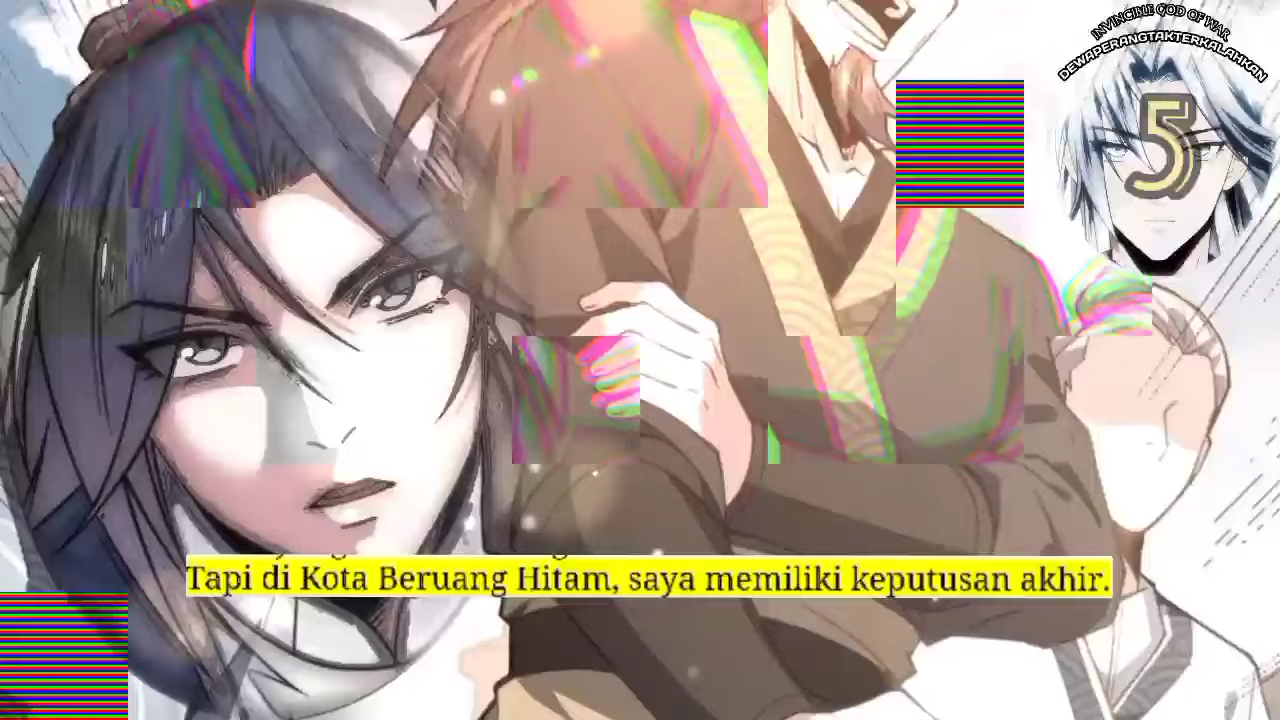 INVINCIBLE GOD OF WAR
DEWAPERANGTAKTERKALAHKAN
5
Tapi di Kota Beruang Hitam, saya memiliki keputusan akhir.